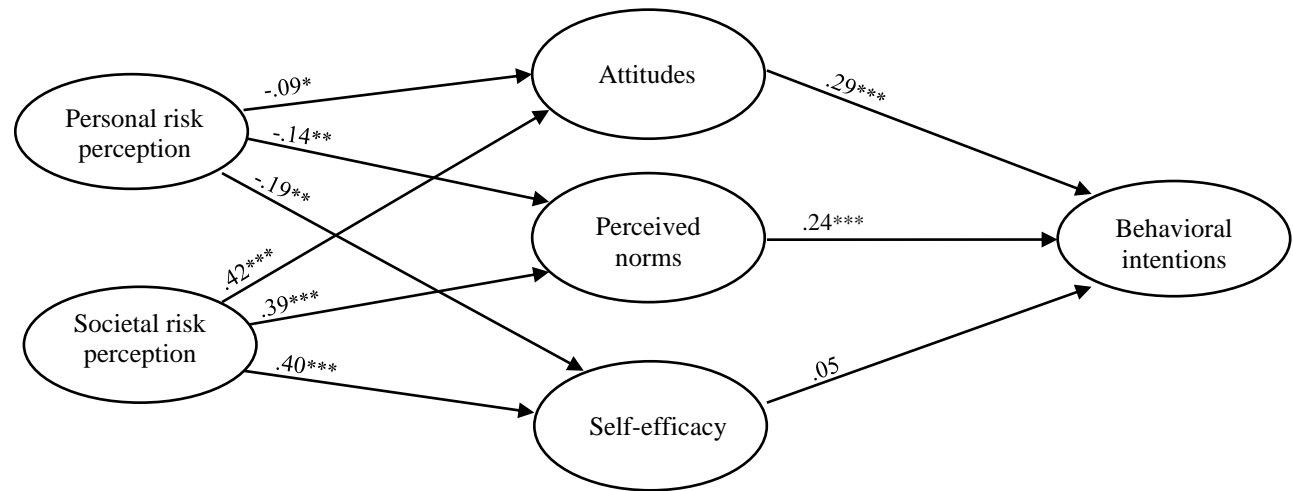 Personal risk
perception
Societal risk
perception
-.09*
-.14**
-.19**
.42***
.39***
.40***
Attitudes
Perceived
norms
Self-efficacy
.29***
.24***
.05
Behavioral
intentions